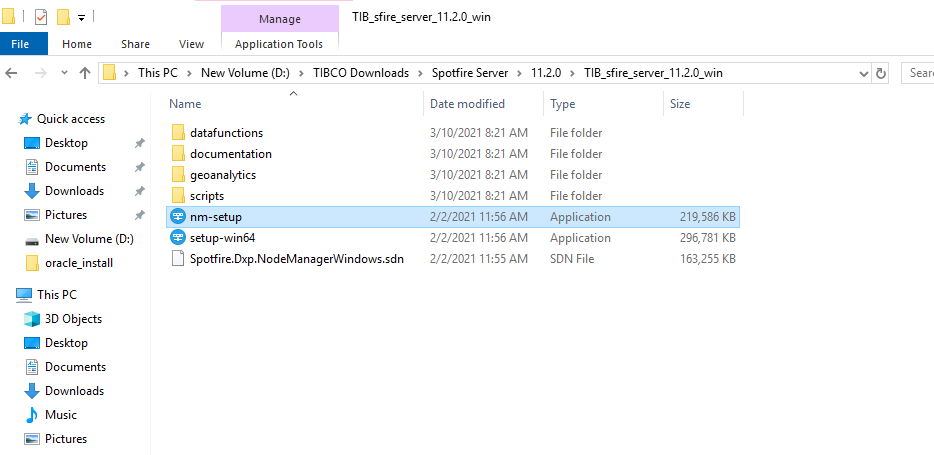 Manage
TIB_sfire_server_11.2.0_win
File Home Share View Application Tools
This PC New Volume (D:) TIBCO Downloads Spotfire Server 11.2.0 TIB_sfire_server_11.2.0_win Sear
Name Date modified Type Size
Quick access
Desktop
Documents
Downloads
Pictures
New Volume (D:)
oracle_install
This PC
3D Objects
Desktop
Documents
Downloads
Music
Pictures
datafunctions 3/10/2021 8:21 AM File folder
documentation 3/10/2021 8:21 AM File folder
geoanalytics 3/10/2021 8:21 AM File folder
scripts 3/10/2021 8:21 AM File folder
nm-setup 2/2/2021 11:56 AM Application 219,586 KB
setup-win64 2/2/2021 11:56 AM Application 296,781 KB
Spotfire.Dxp.NodeManagerWindows.sdn 2/2/2021 11:55 AM SDN File 163,255 KB